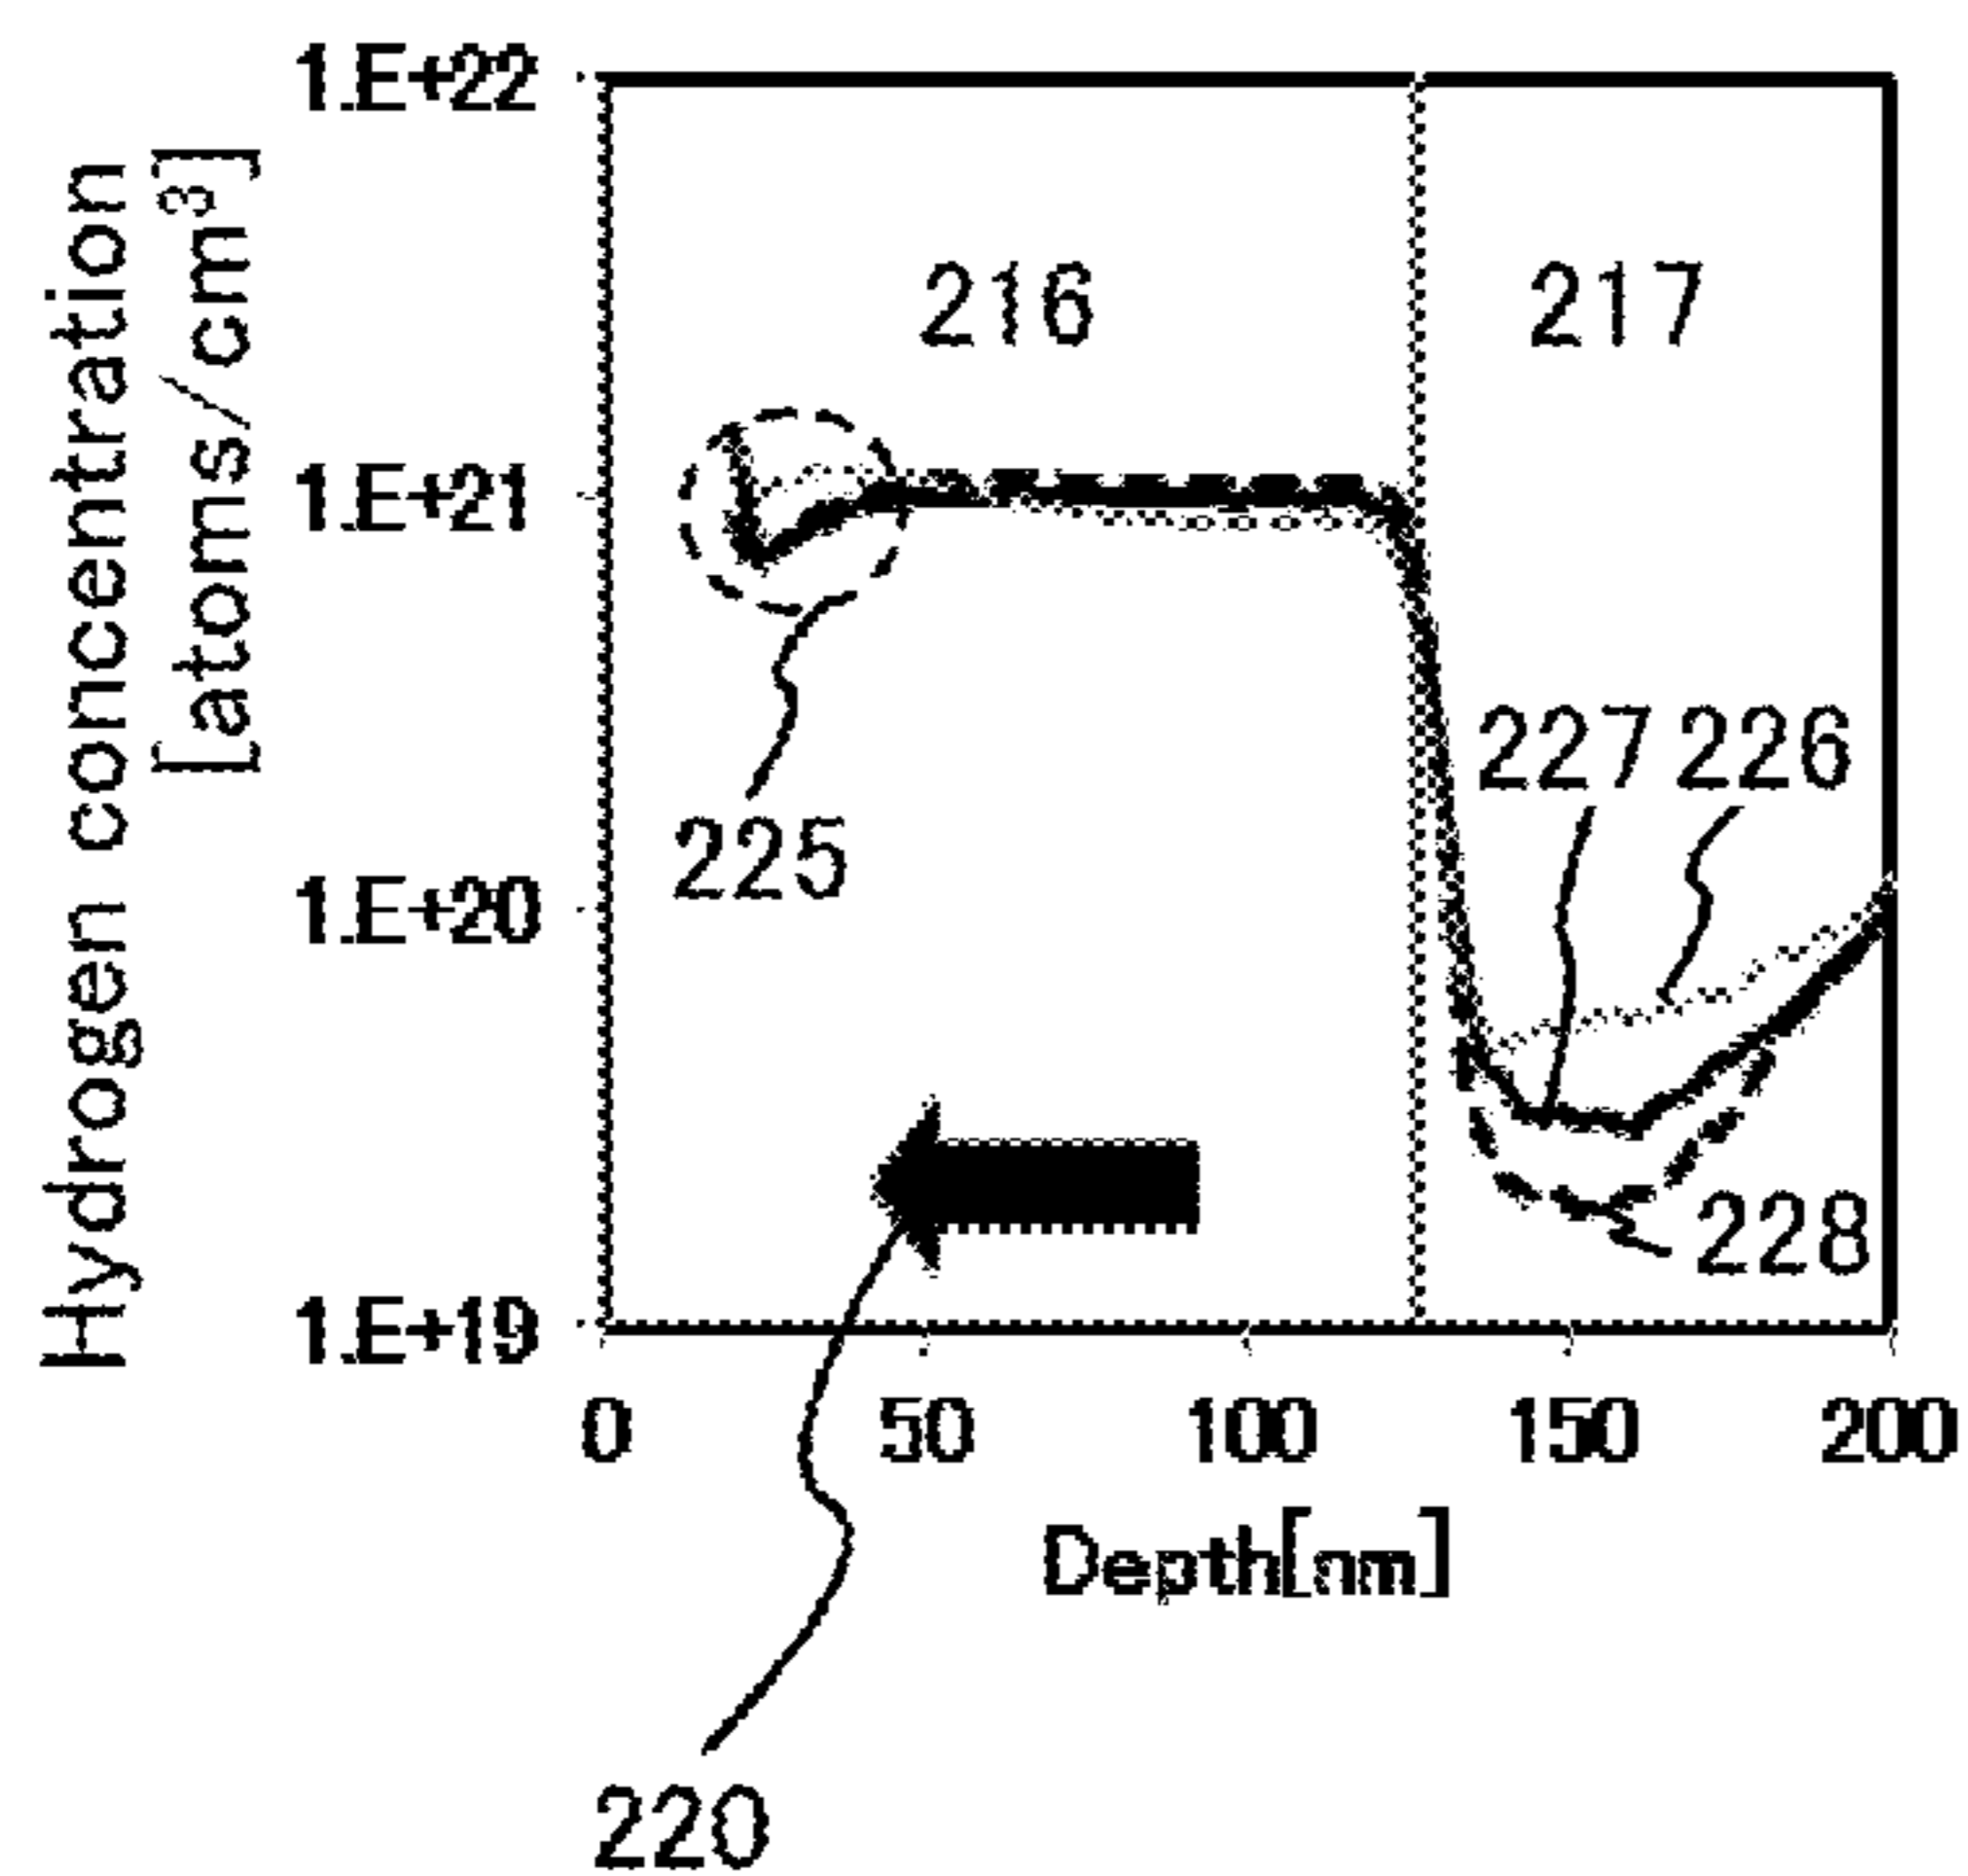 Hydrogen concentration
[atoms/cm³]
1.E+22
1.E+21
1.E+20
1.E+19
216
217
225
227
226
228
0
50
100
150
200
Depth[nm]
220